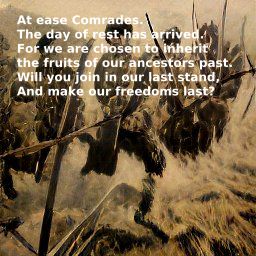 At ease Comrades.
The day of rest has arrived.
For we are chosen to inherit
the fruits of our ancestors past.
Will you join in our last stand,
And make our freedoms last?